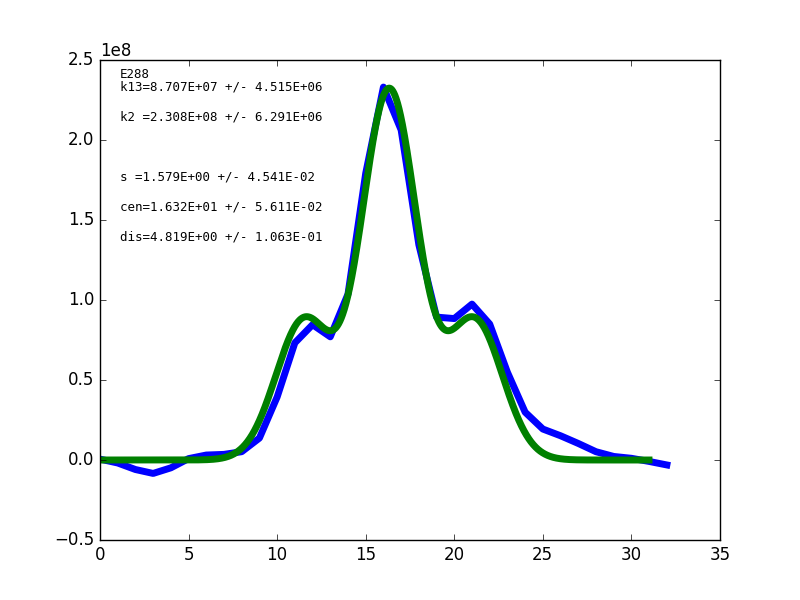 1e8
2.5
2.0
1.5
1.0
0.5
0.0
−0.5
E288
k13=8.707E+07 +/- 4.515E+06
k2 =2.308E+08 +/- 6.291E+06
s =1.579E+00 +/- 4.541E-02
cen=1.632E+01 +/- 5.611E-02
dis=4.819E+00 +/- 1.063E-01
0 5 10 15 20 25 30 35